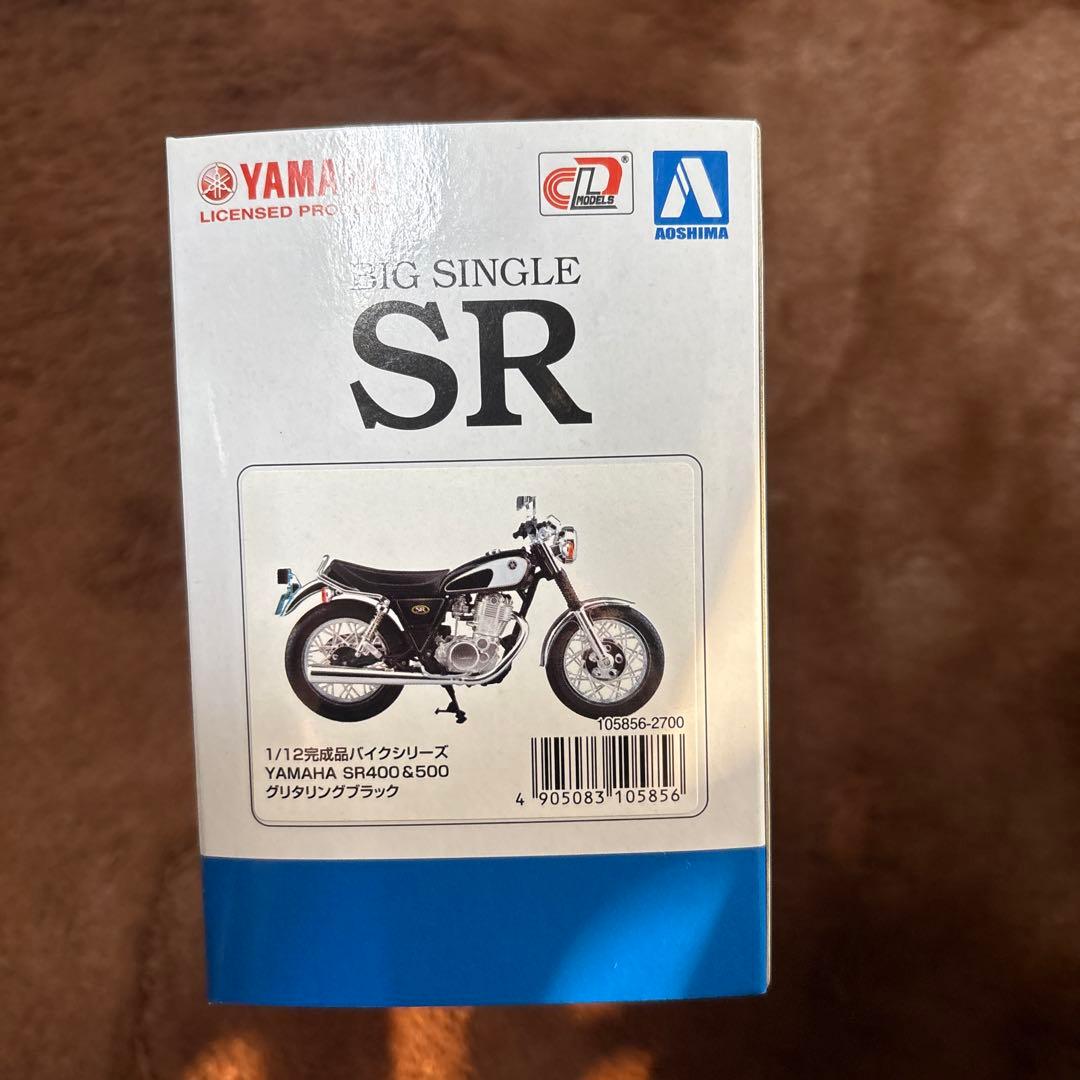 YAMAHA
LICENSED PRODUCT
CDL MODELS
AOSHIMA
BIG SINGLE
SR
SR
105856-2700
1/12完成品バイクシリーズ
YAMAHA SR400&500
グリタリングブラック
4 905083 105856